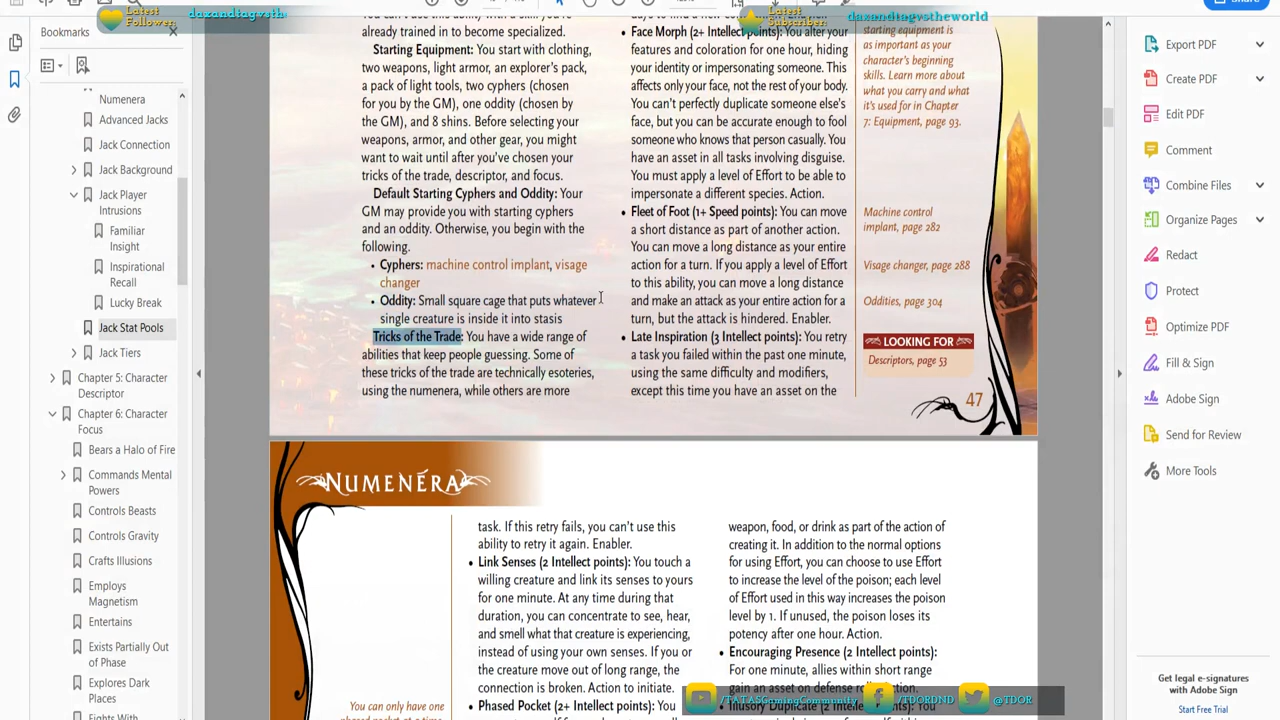 Latest
Follower:
dazandtagvsth
Latest
Subscriber:
dazandtagvstheworld
Bookmarks
Numenera
Advanced Jacks
Jack Connection
Jack Background
Jack Player
Intrusions
Familiar
Insight
Inspirational
Recall
Lucky Break
Jack Stat Pools
Jack Tiers
Chapter 5: Character
Descriptor
Chapter 6: Character
Focus
Bears a Halo of Fire
Commands Mental
Powers
Controls Beasts
Controls Gravity
Crafts Illusions
Employs
Magnetism
Entertains
Exists Partially Out
of Phase
Explores Dark
Places
Fights With
already trained in to become specialized.
Starting Equipment: You start with clothing,
two weapons, light armor, an explorer's pack,
a pack of light tools, two cyphers (chosen
for you by the GM), one oddity (chosen by
the GM), and 8 shins. Before selecting your
weapons, armor, and other gear, you might
want to wait until after you've chosen your
tricks of the trade, descriptor, and focus.
Default Starting Cyphers and Oddity: Your
GM may provide you with starting cyphers
and an oddity. Otherwise, you begin with the
following.
• Cyphers: machine control implant, visage
changer
• Oddity: Small square cage that puts whatever
single creature is inside it into stasis
Tricks of the Trade: You have a wide range of
abilities that keep people guessing. Some of
these tricks of the trade are technically esoteries,
using the numenera, while others are more
• Face Morph (2+ Intellect points): You alter your
features and coloration for one hour, hiding
your identity or impersonating someone. This
affects only your face, not the rest of your body.
You can't perfectly duplicate someone else's
face, but you can be accurate enough to fool
someone who knows that person casually. You
have an asset in all tasks involving disguise.
You must apply a level of Effort to be able to
impersonate a different species. Action.
• Fleet of Foot (1+ Speed points): You can move
a short distance as part of another action.
You can move a long distance as your entire
action for a turn. If you apply a level of Effort
to this ability, you can move a long distance
and make an attack as your entire action for a
turn, but the attack is hindered. Enabler.
• Late Inspiration (3 Intellect points): You retry
a task you failed within the past one minute,
using the same difficulty and modifiers,
except this time you have an asset on the
starting equipment is
as important as your
character's beginning
skills. Learn more about
what you carry and what
it's used for in Chapter
7: Equipment, page 93.
Machine control
implant, page 282
Visage changer, page 288
Oddities, page 304
LOOKING FOR
Descriptors, page 53
47
NUMENÉRA
task. If this retry fails, you can't use this
ability to retry it again. Enabler.
• Link Senses (2 Intellect points): You touch a
willing creature and link its senses to yours
for one minute. At any time during that
duration, you can concentrate to see, hear,
and smell what that creature is experiencing,
instead of using your own senses. If you or
the creature move out of long range, the
connection is broken. Action to initiate.
• Phased Pocket (2+ Intellect points): You
You can only have one
weapon, food, or drink as part of the action of
creating it. In addition to the normal options
for using Effort, you can choose to use Effort
to increase the level of the poison; each level
of Effort used in this way increases the poison
level by 1. If unused, the poison loses its
potency after one hour. Action.
• Encouraging Presence (2 Intellect points):
For one minute, allies within short range
gain an asset on defense
• Illusory Duplicate (2
/TATASGamingCommunity
/TDORDND
@TDOR
Export PDF
Create PDF
Edit PDF
Comment
Combine Files
Organize Pages
Redact
Protect
Optimize PDF
Fill & Sign
Adobe Sign
Send for Review
More Tools
Get legal e-signatures
with Adobe Sign
Start Free Trial